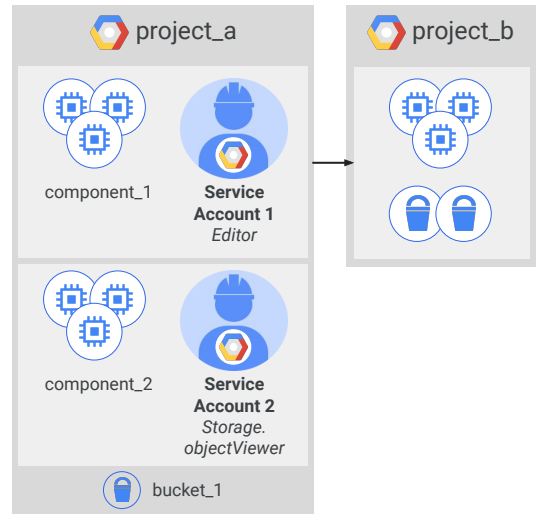 project_a
project_b
component_1
Service
Account 1
Editor
component_2
Service
Account 2
Storage.
objectViewer
bucket_1